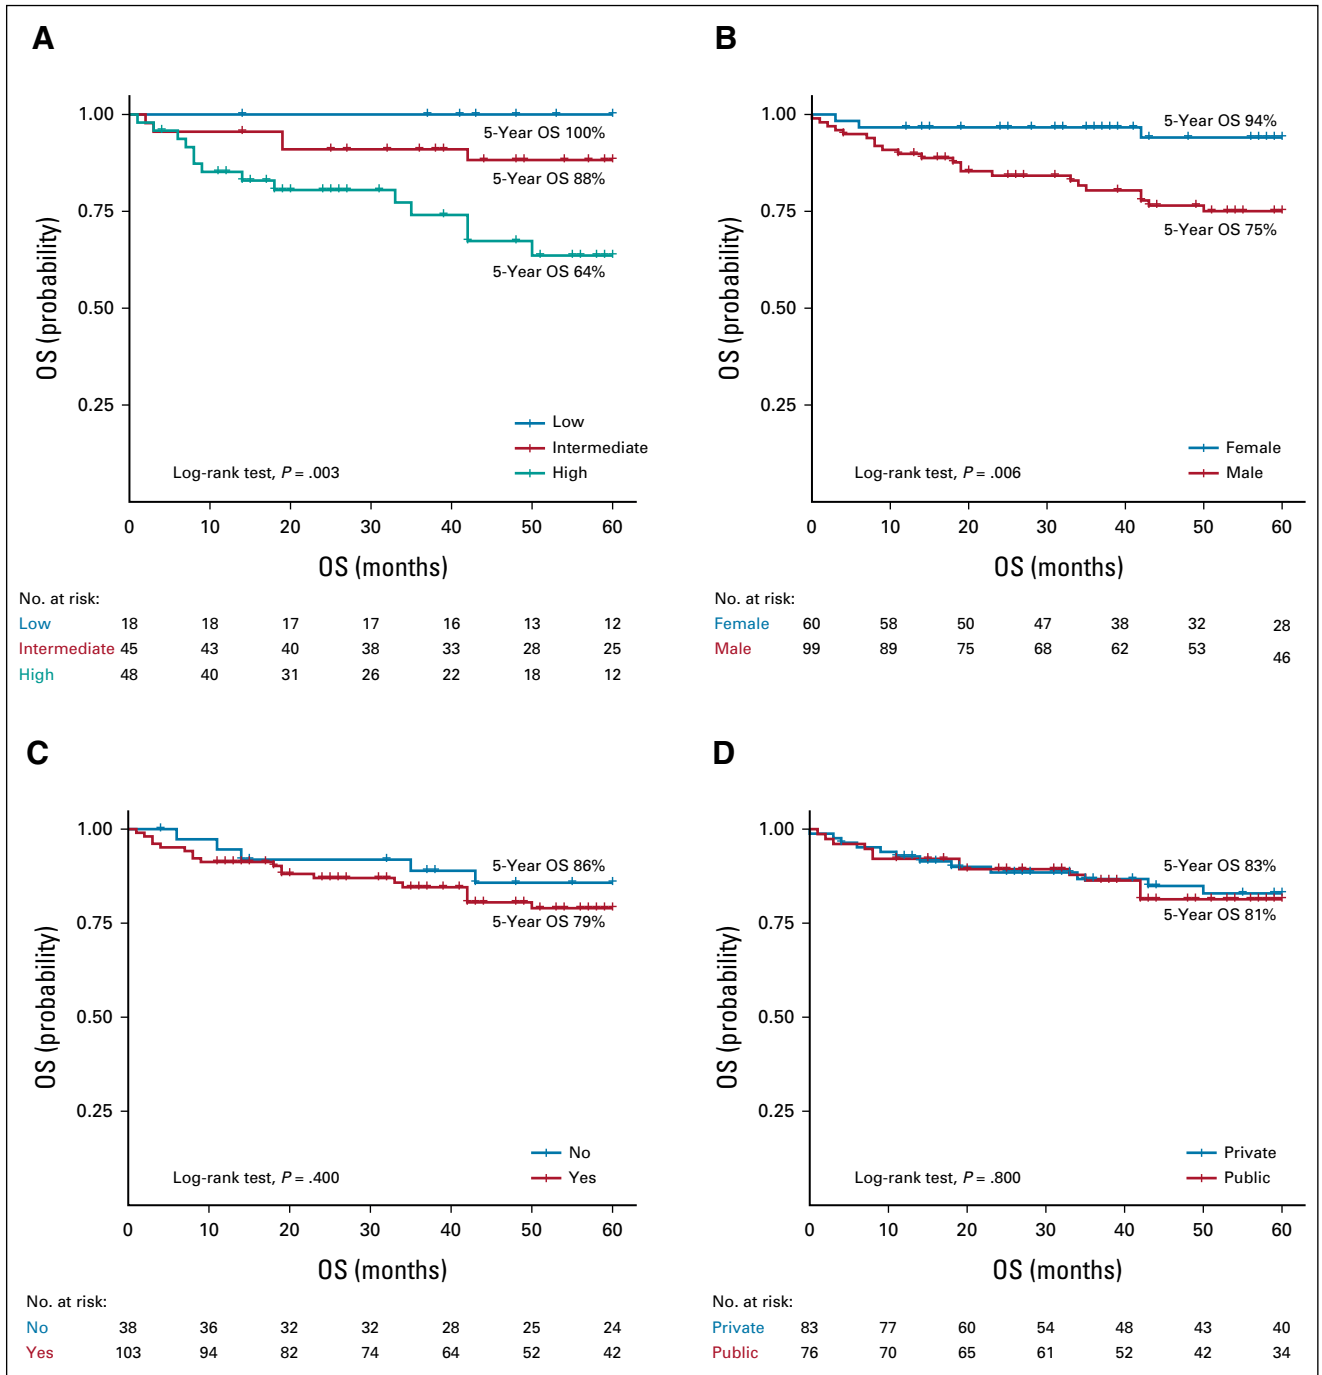 A
1.00
0.75
0.50
0.25
OS (probability)
5-Year OS 100%
5-Year OS 88%
5-Year OS 64%
Low
Intermediate
High
Log-rank test, P = .003
0 10 20 30 40 50 60
OS (months)
No. at risk:
Low 18 18 17 17 16 13 12
Intermediate 45 43 40 38 33 28 25
High 48 40 31 26 22 18 12
B
1.00
0.75
0.50
0.25
OS (probability)
5-Year OS 94%
5-Year OS 75%
Female
Male
Log-rank test, P = .006
0 10 20 30 40 50 60
OS (months)
No. at risk:
Female 60 58 50 47 38 32 28
Male 99 89 75 68 62 53 46
C
1.00
0.75
0.50
0.25
OS (probability)
5-Year OS 86%
5-Year OS 79%
No
Yes
Log-rank test, P = .400
0 10 20 30 40 50 60
OS (months)
No. at risk:
No 38 36 32 32 28 25 24
Yes 103 94 82 74 64 52 42
D
1.00
0.75
0.50
0.25
OS (probability)
5-Year OS 83%
5-Year OS 81%
Private
Public
Log-rank test, P = .800
0 10 20 30 40 50 60
OS (months)
No. at risk:
Private 83 77 60 54 48 43 40
Public 76 70 65 61 52 42 34